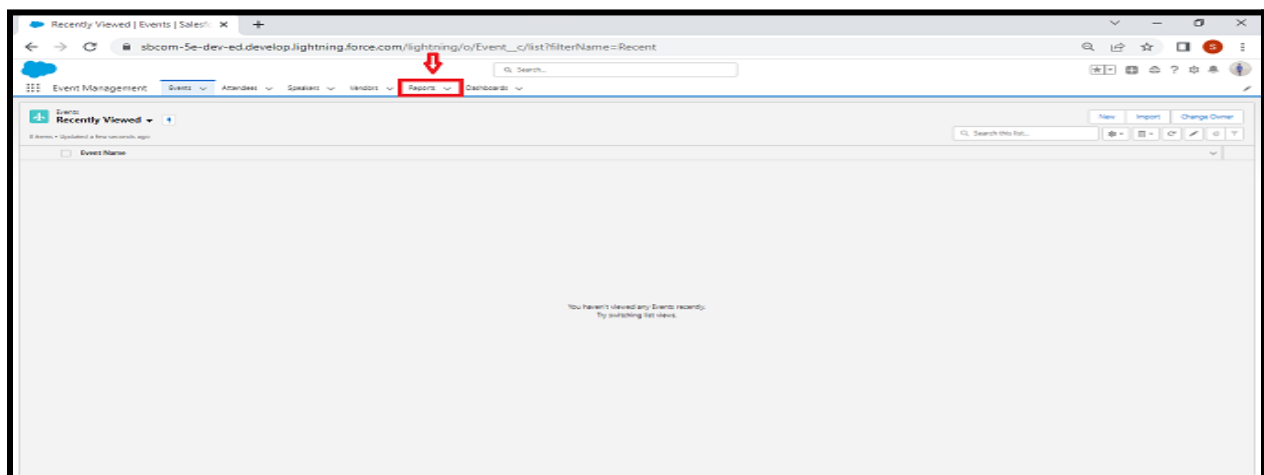 Recently Viewed | Events | Sales
sbcom-5e-dev-ed.develop.lightning.force.com/lightning/o/Event__c/list?filterName=Recent
S
Search...
Event Management Events Attendees Speakers Vendors Reports Dashboards
Events
Recently Viewed
New Import Change Owner
0 items • Updated a few seconds ago
Search this list...
Event Name
You haven't viewed any Events recently.
Try switching list views.